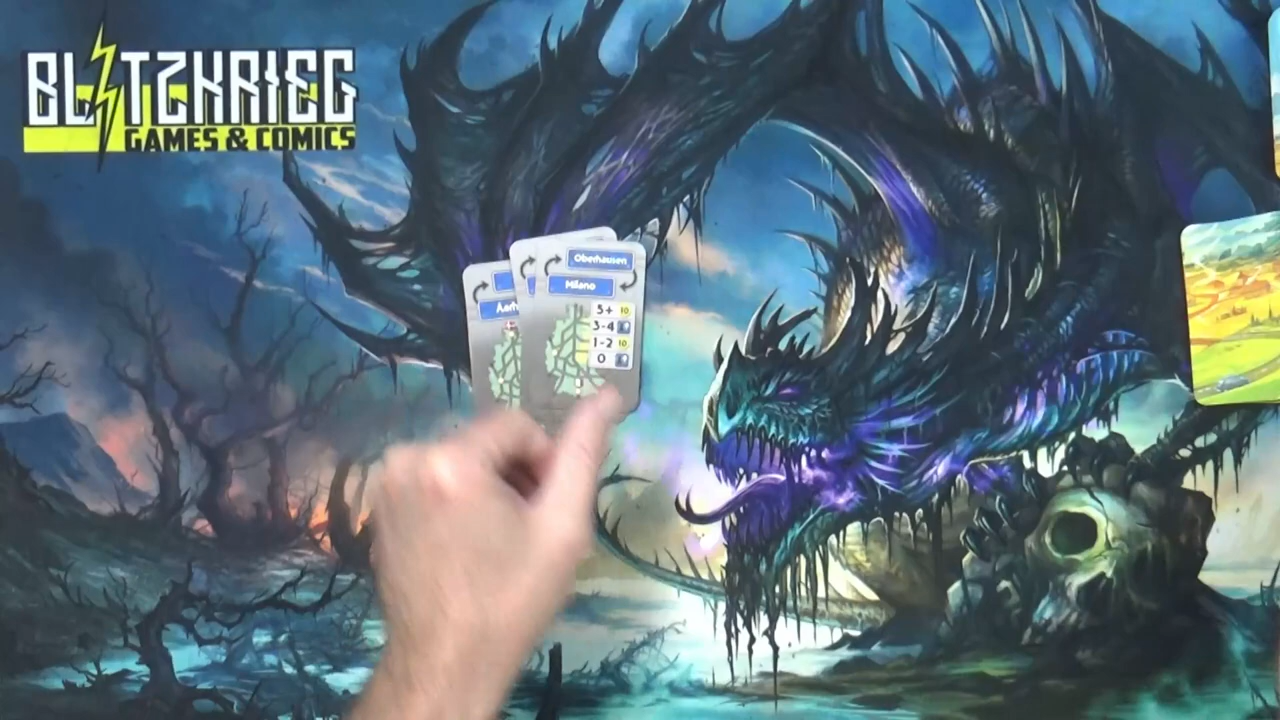 BLITZKRIEG
GAMES & COMICS
Oberhausen
Milano
5+ 10
3-4
1-2 10
0